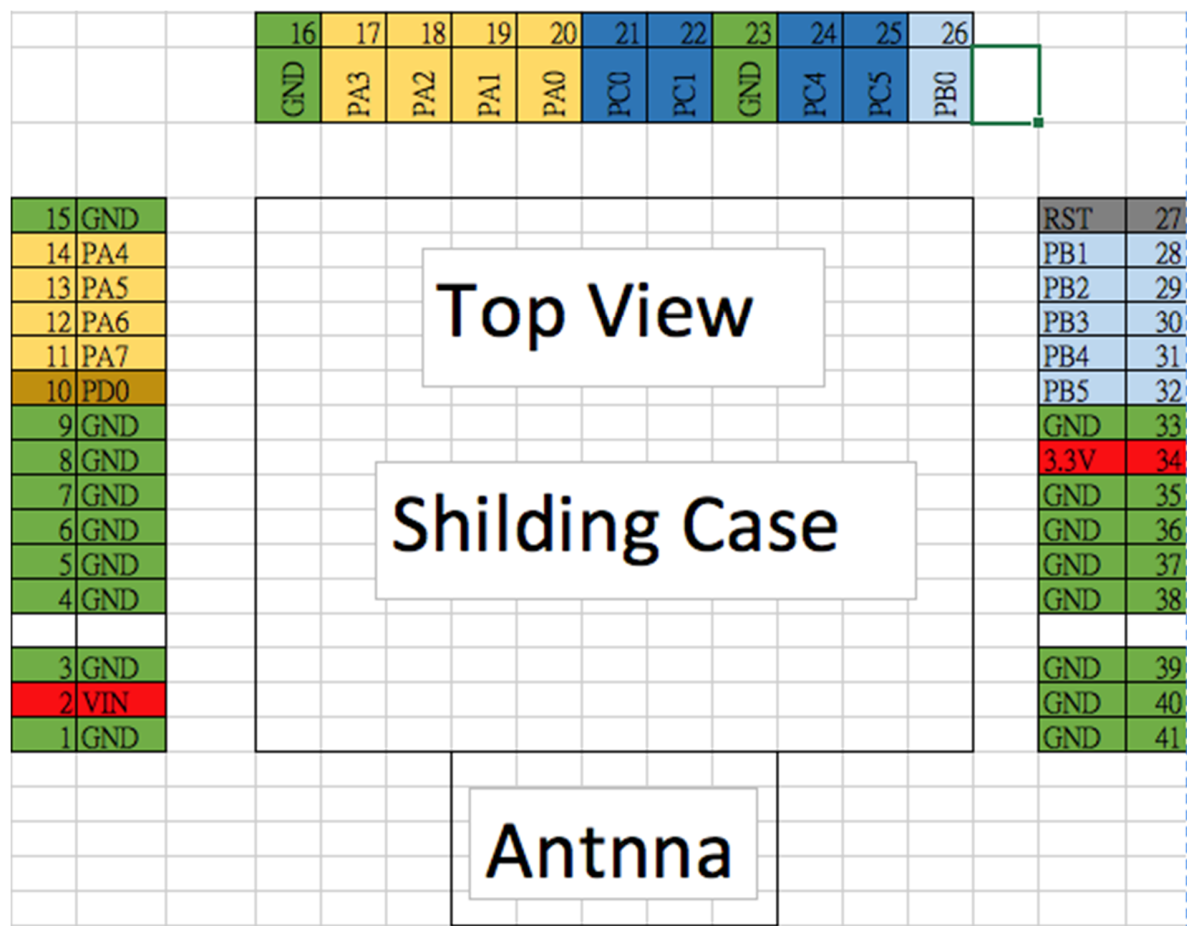 16 17 18 19 20 21 22 23 24 25 26
GND PA3 PA2 PA1 PA0 PC0 PC1 GND PC4 PC5 PB0
15 GND
14 PA4
13 PA5
12 PA6
11 PA7
10 PD0
9 GND
8 GND
7 GND
6 GND
5 GND
4 GND
3 GND
2 VIN
1 GND
Top View
Shilding Case
Antnna
RST 27
PB1 28
PB2 29
PB3 30
PB4 31
PB5 32
GND 33
3.3V 34
GND 35
GND 36
GND 37
GND 38
GND 39
GND 40
GND 41